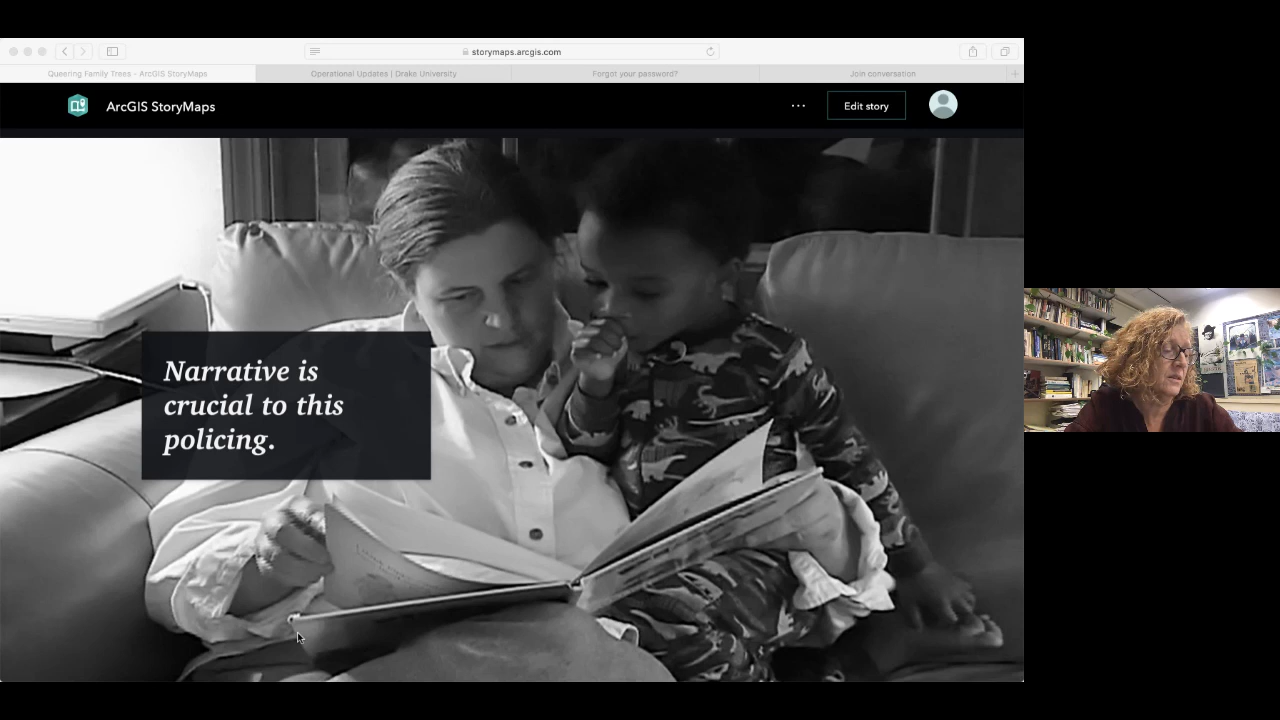 storymaps.arcgis.com
Queering Family Trees - ArcGIS StoryMaps
Operational Updates | Drake University
Forgot your password?
Join conversation
ArcGIS StoryMaps
Edit story
Narrative is
crucial to this
policing.